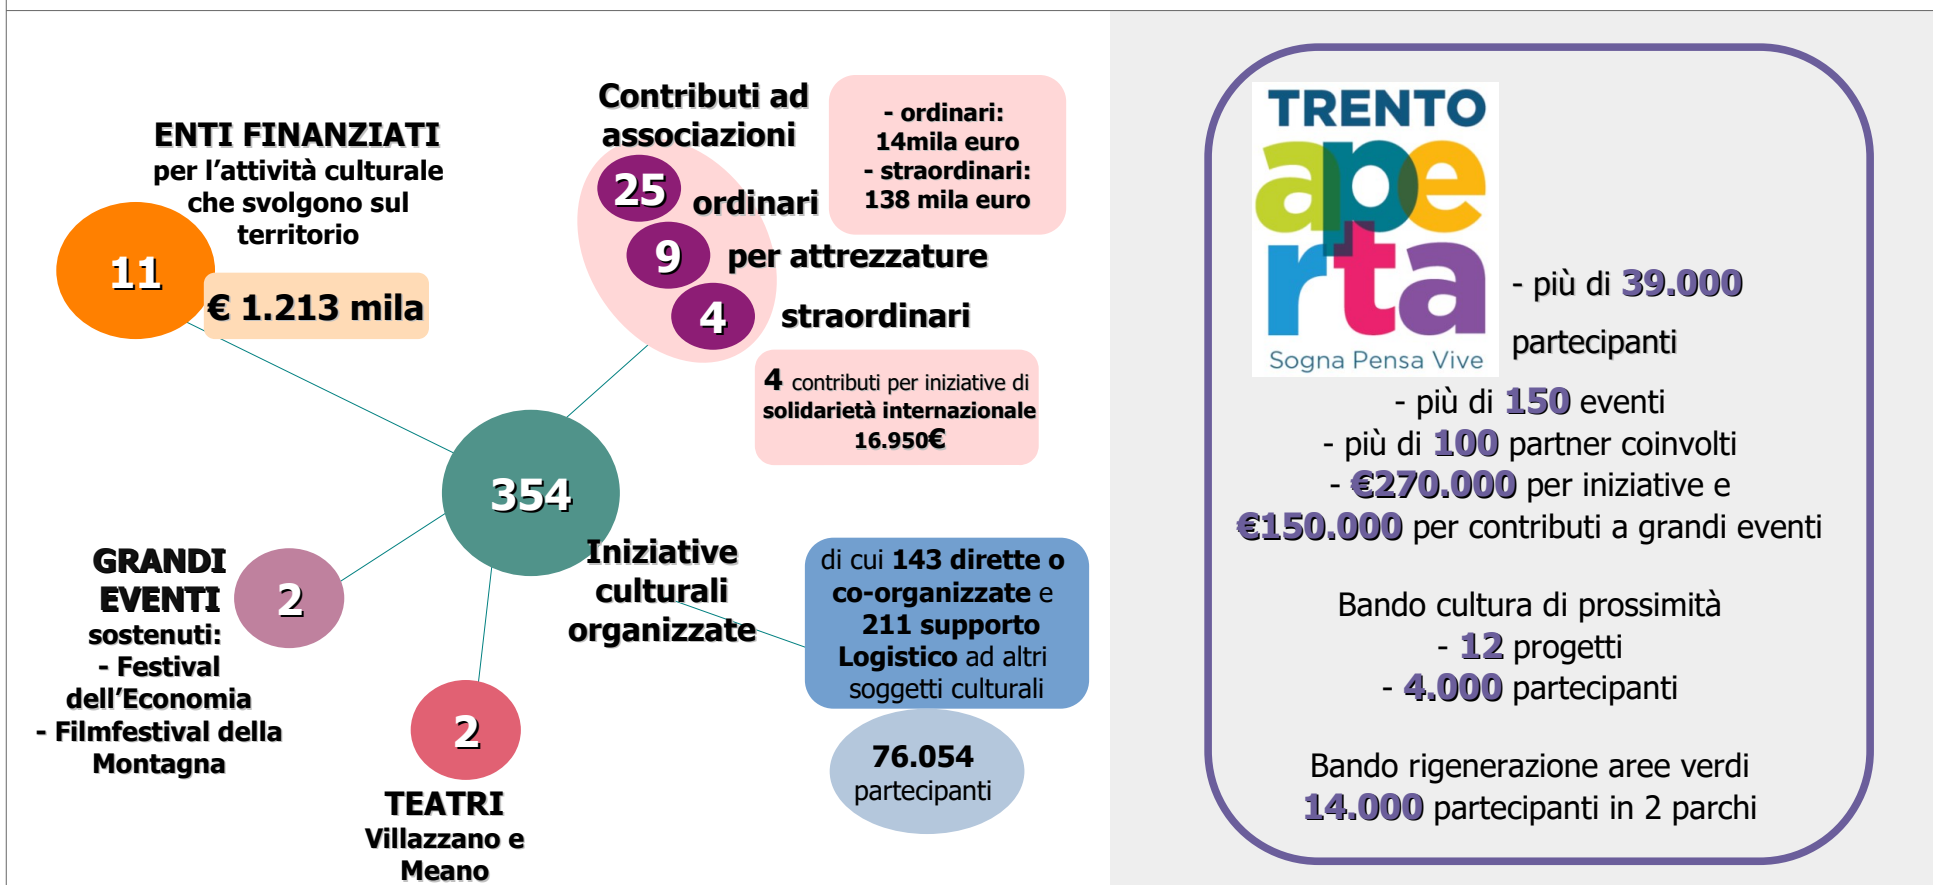 ENTI FINANZIATI
per l'attività culturale
che svolgono sul
territorio
11
€ 1.213 mila
Contributi ad
associazioni
25
ordinari
9
per attrezzature
4
straordinari
- ordinari:
14mila euro
- straordinari:
138 mila euro
4 contributi per iniziative di
solidarietà internazionale
16.950€
354
Iniziative
culturali
organizzate
di cui 143 dirette o
co-organizzate e
211 supporto
Logistico ad altri
soggetti culturali
76.054
partecipanti
GRANDI
EVENTI
sostenuti:
- Festival
dell'Economia
- Filmfestival della
Montagna
2
2
TEATRI
Villazzano e
Meano
TRENTO
ape
rta
Sogna Pensa Vive
- più di 39.000
partecipanti
- più di 150 eventi
- più di 100 partner coinvolti
- €270.000 per iniziative e
€150.000 per contributi a grandi eventi
Bando cultura di prossimità
- 12 progetti
- 4.000 partecipanti
Bando rigenerazione aree verdi
14.000 partecipanti in 2 parchi